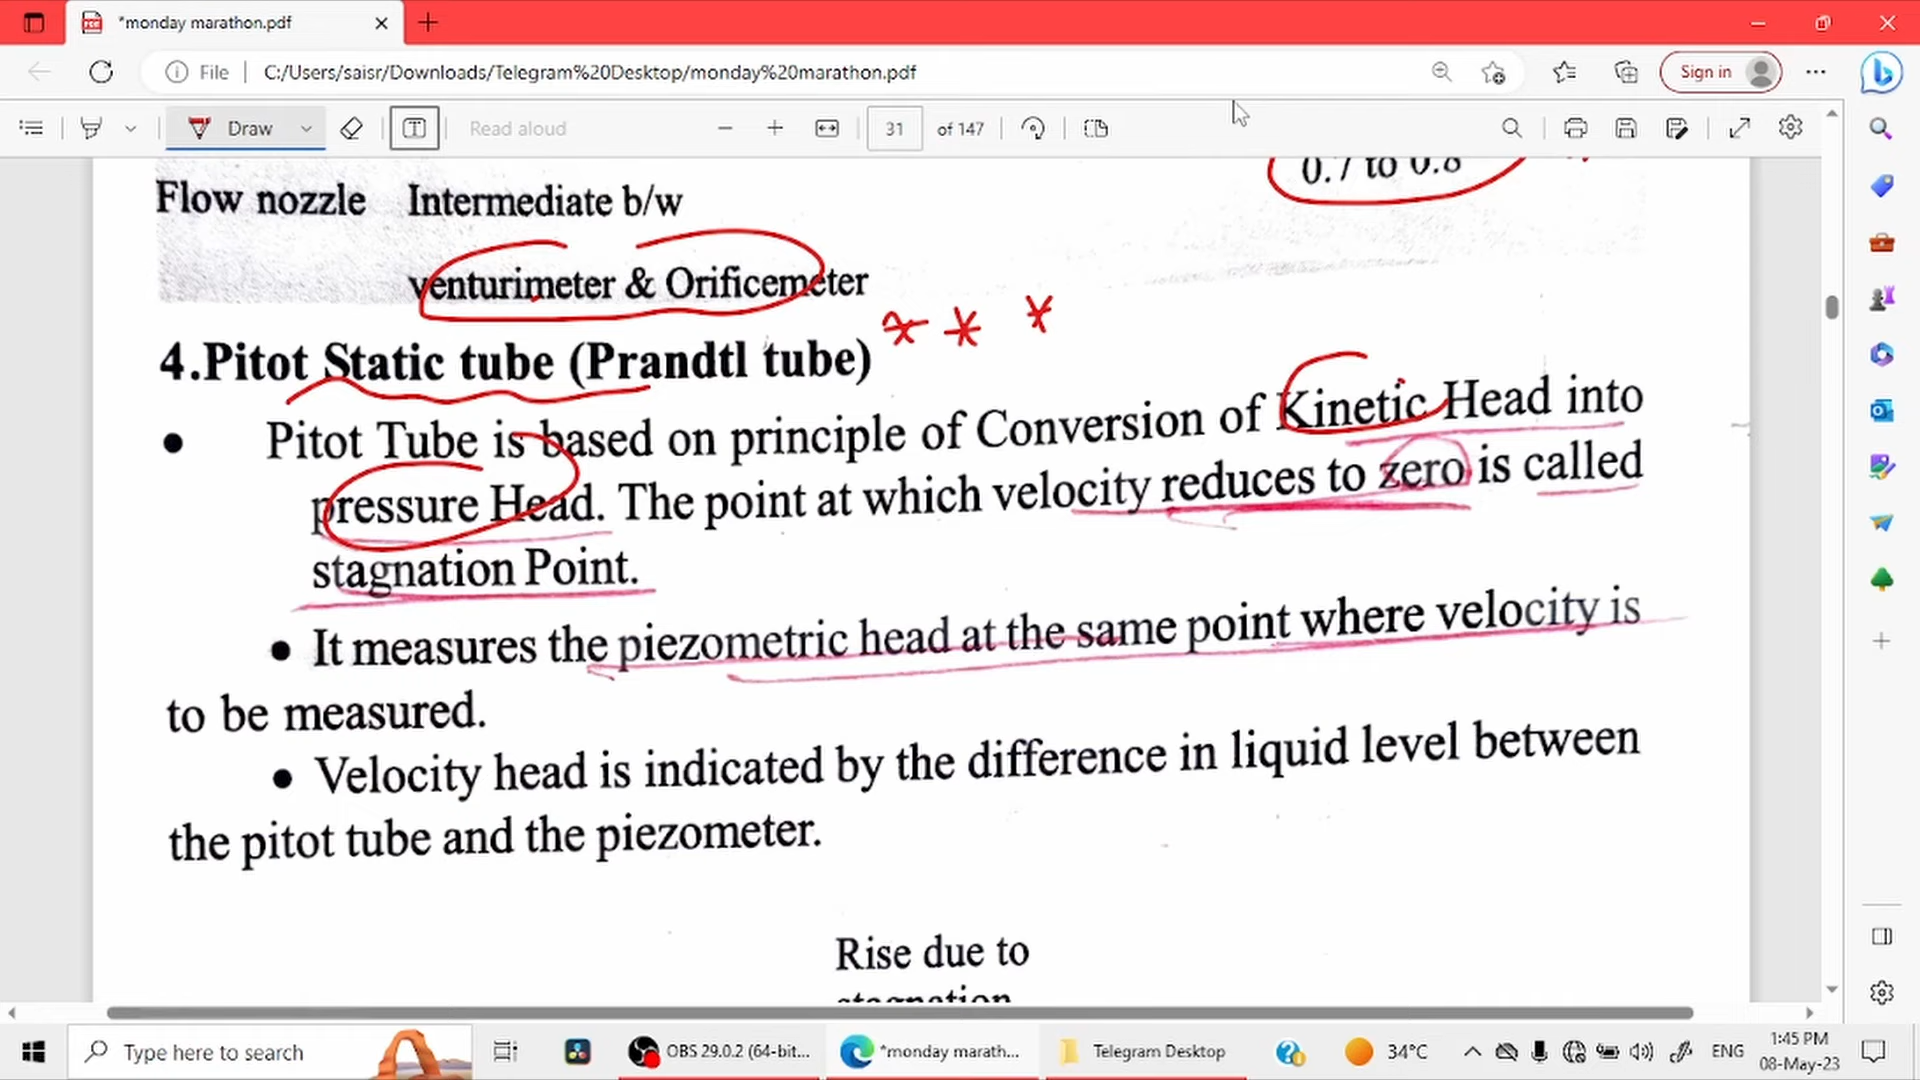 *monday marathon.pdf
File
C:/Users/saisr/Downloads/Telegram%20Desktop/monday%20marathon.pdf
Sign in
Draw
Read aloud
31 of 147
0.7 to 0.8
Flow nozzle Intermediate b/w
venturimeter & Orificemeter
4.Pitot Static tube (Prandtl tube)
• Pitot Tube is based on principle of Conversion of Kinetic Head into
pressure Head. The point at which velocity reduces to zero is called
stagnation Point.
• It measures the piezometric head at the same point where velocity is
to be measured.
• Velocity head is indicated by the difference in liquid level between
the pitot tube and the piezometer.
Rise due to
stagnation
Type here to search
OBS 29.0.2 (64-bit...
*monday marath...
Telegram Desktop
34°C
ENG
1:45 PM
08-May-23